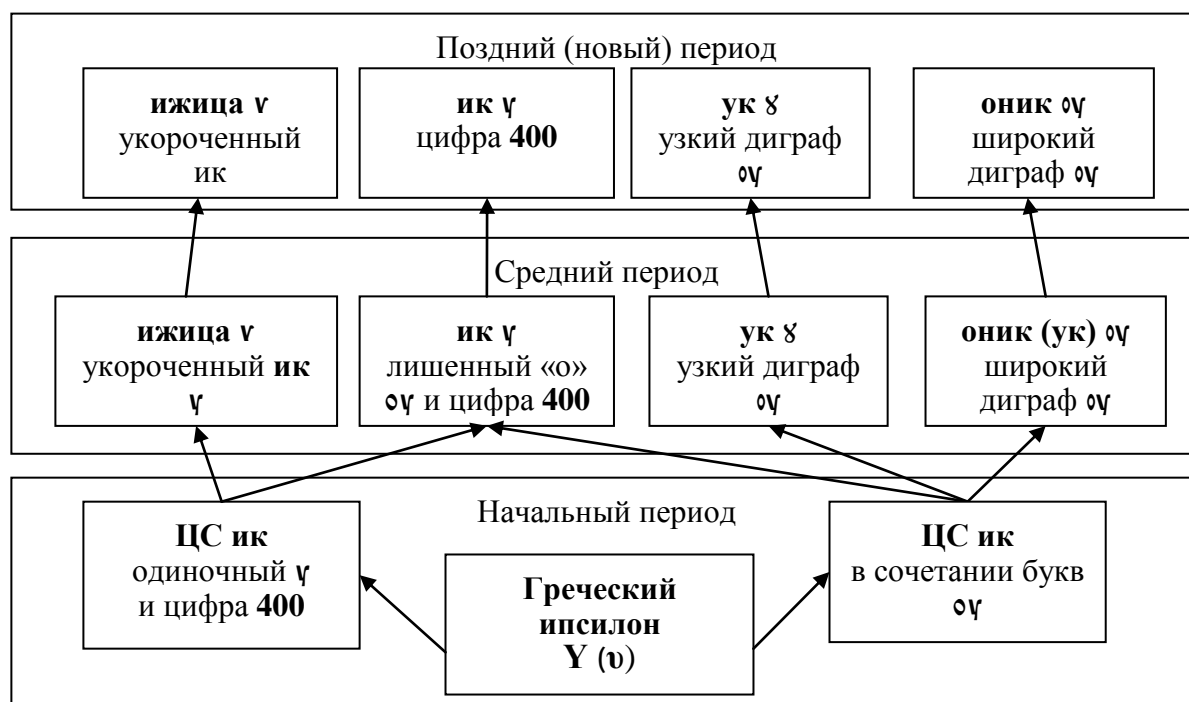 Поздний (новый) период
ижица ѵ
укороченный
ик
ик ү
цифра 400
ук ꙋ
узкий диграф
оү
оник оү
широкий
диграф оү
Средний период
ижица ѵ
укороченный ик
ү
ик ү
лишенный «о»
оү и цифра 400
ук ꙋ
узкий диграф
оү
оник (ук) оү
широкий
диграф оү
Начальный период
ЦС ик
одиночный ү
и цифра 400
Греческий
ипсилон
Υ (υ)
ЦС ик
в сочетании букв
оү